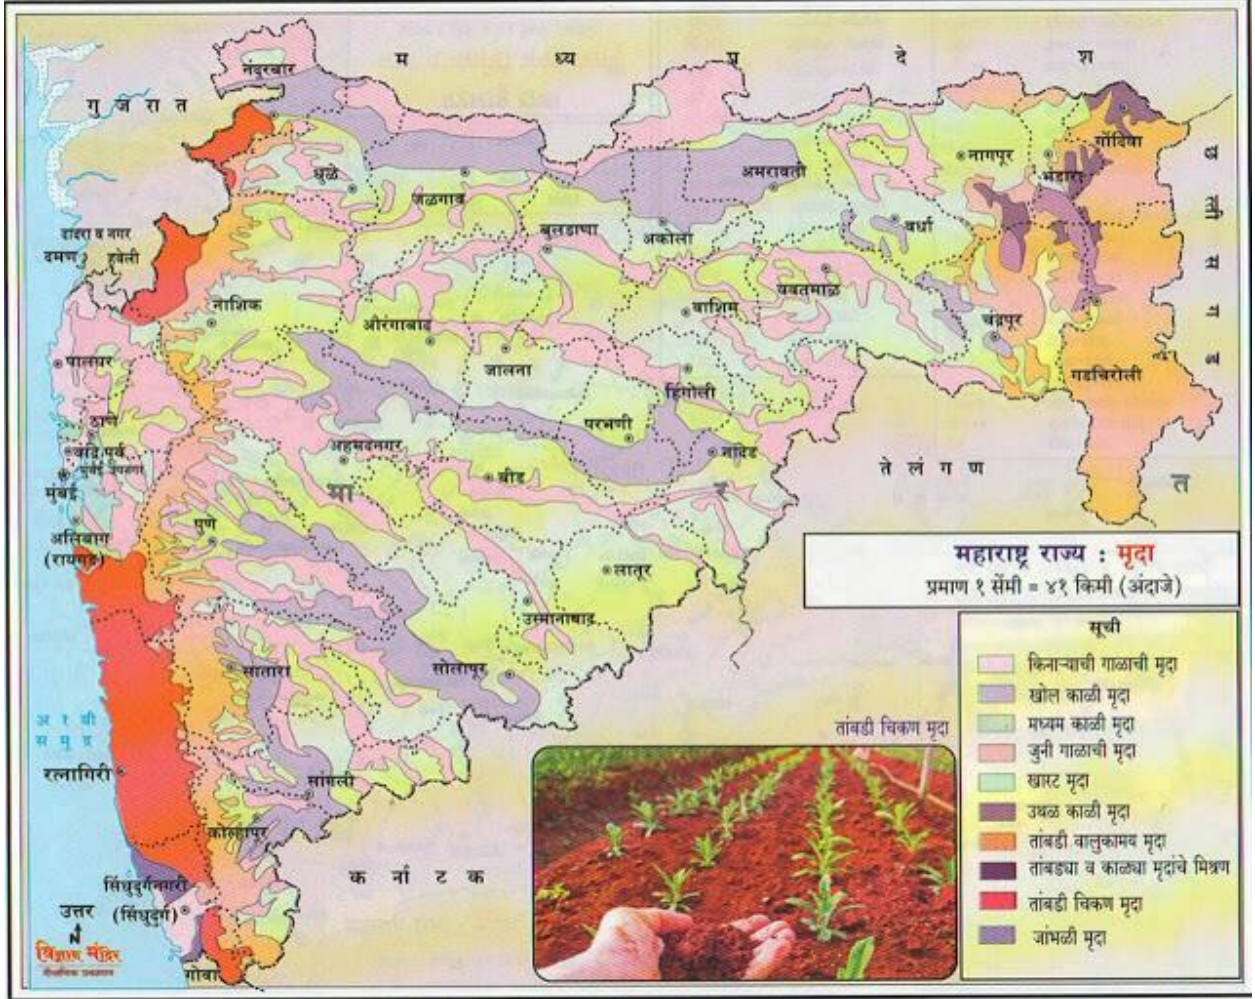 म ध्य प्र दे श
नंदुरबार
गु ज रा त
गोंदिया
नागपूर
भंडारा
छ त्ती स ग ड
धुळे
अमरावती
जळगाव
दादरा व नगर
हवेली
दमण
बुलडाणा
अकोला
वर्धा
यवतमाळ
नाशिक
वाशिम
औरंगाबाद
चंद्रपूर
पालघर
जालना
हिंगोली
गडचिरोली
ठाणे
परभणी
अहमदनगर
नांदेड
वांद्रे पूर्व
मुंबई उपनगर
बीड
ते लं ग ण
मुंबई
भा र त
पुणे
अलिबाग
(रायगड)
लातूर
महाराष्ट्र राज्य : मृदा
प्रमाण १ सेंमी = ४१ किमी (अंदाजे)
उस्मानाबाद
सूची
किनाऱ्याची गाळाची मृदा
खोल काळी मृदा
मध्यम काळी मृदा
जुनी गाळाची मृदा
खारट मृदा
उथळ काळी मृदा
तांबडी वालुकामय मृदा
तांबड्या व काळ्या मृदांचे मिश्रण
तांबडी चिकण मृदा
जांभळी मृदा
सातारा
सोलापूर
अ र बी
स मु द्र
तांबडी चिकण मृदा
रत्नागिरी
सांगली
कोल्हापूर
क र्ना ट क
सिंधुदुर्गनगरी
(सिंधुदुर्ग)
उत्तर
N
विज्ञान मंदिर
गोवा